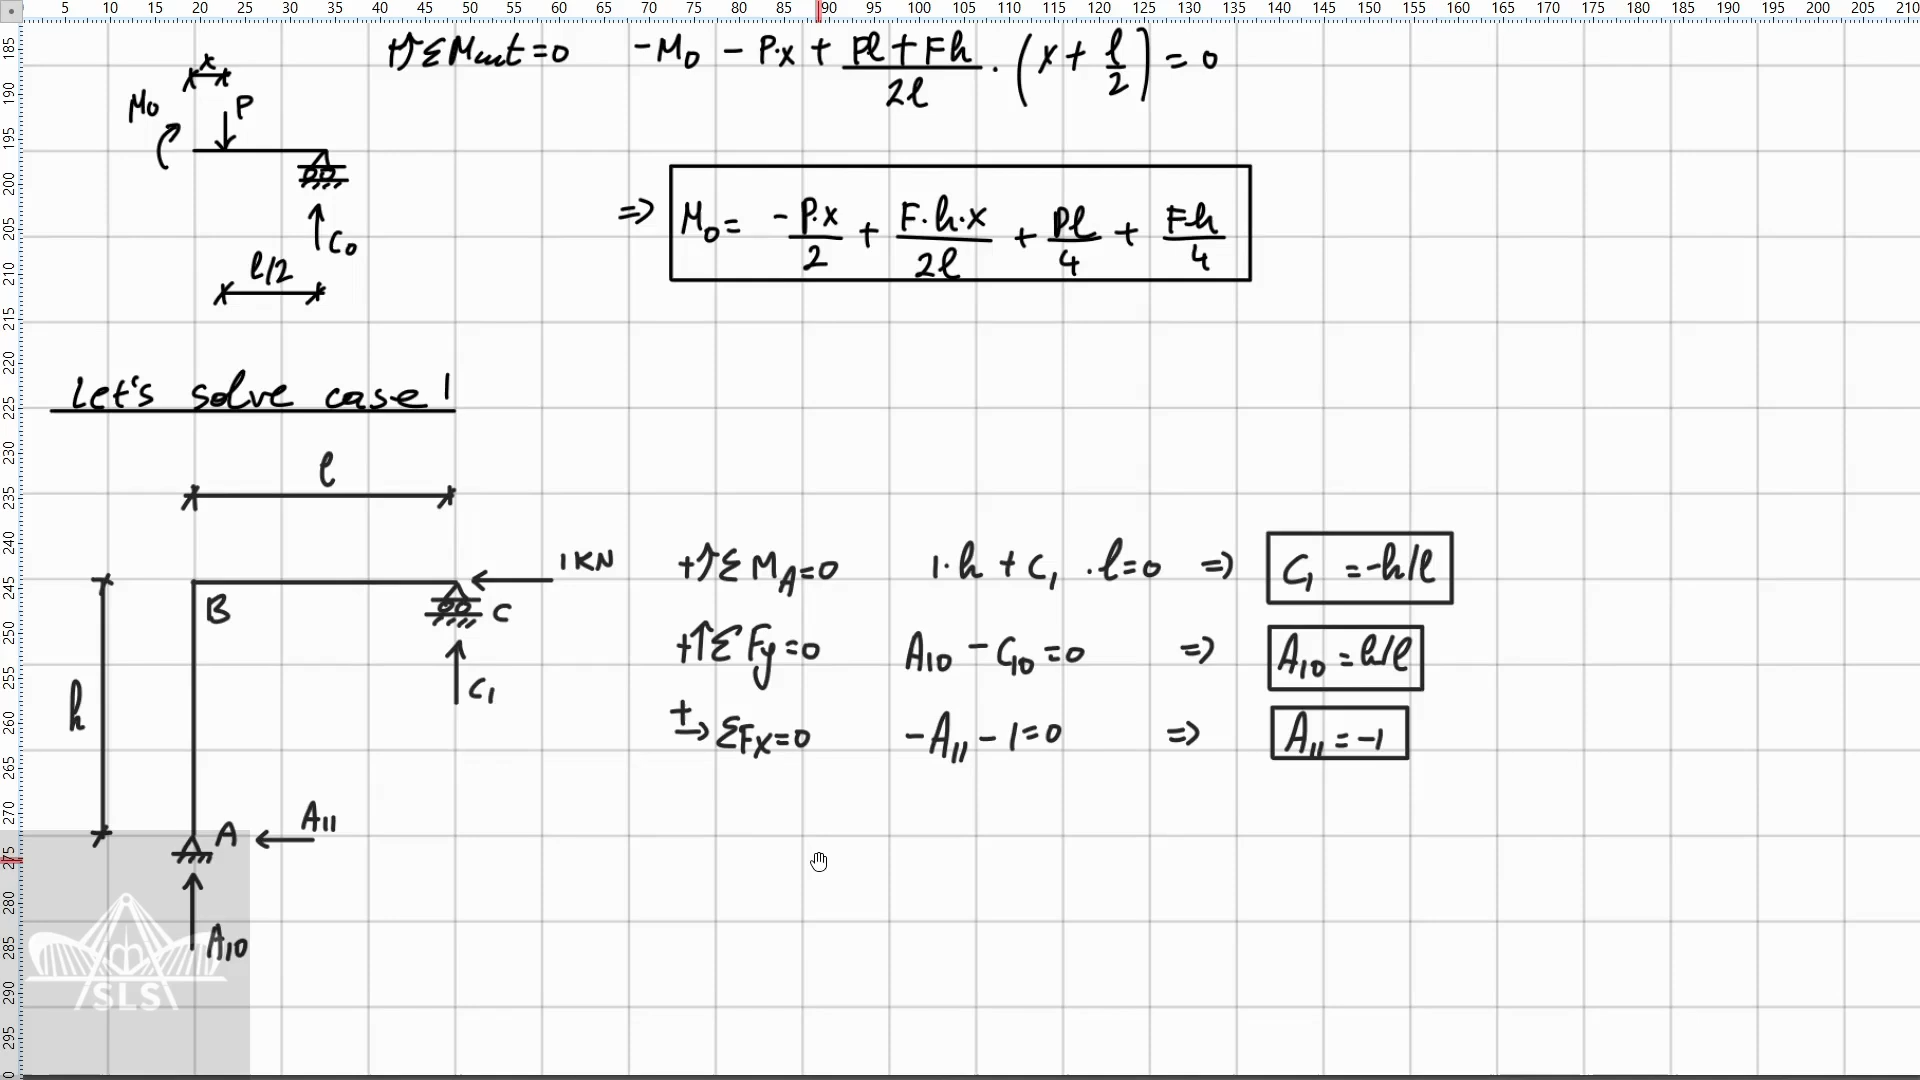 5 10 15 20 25 30 35 40 45 50 55 60 65 70 75 80 85 90 95 100 105 110 115 120 125 130 135 140 145 150 155 160 165 170 175 180 185 190 195 200 205 210
185 190 195 200 205 210 215 220 225 230 235 240 245 250 255 260 265 270 275 280 285 290 295 0
+↑ΣMcut=0 -M₀ - P·x + (Pl+Fh)/2l · (x + l/2) = 0
x
M₀ P
C₀
l/2
=> M₀= -P·x/2 + F·h·x/2l + Pl/4 + Fh/4
Let's solve case 1
l
1KN
B C
h
C₁
A A₁₁
A₁₀
+↑ΣM_A=0 1·h + C₁ ·l=0 => C₁ =-h/l
+↑ΣFy=0 A₁₀ - C₁₀ =0 => A₁₀ =h/l
+→ΣFx=0 -A₁₁ - 1=0 => A₁₁ = -1
SLS